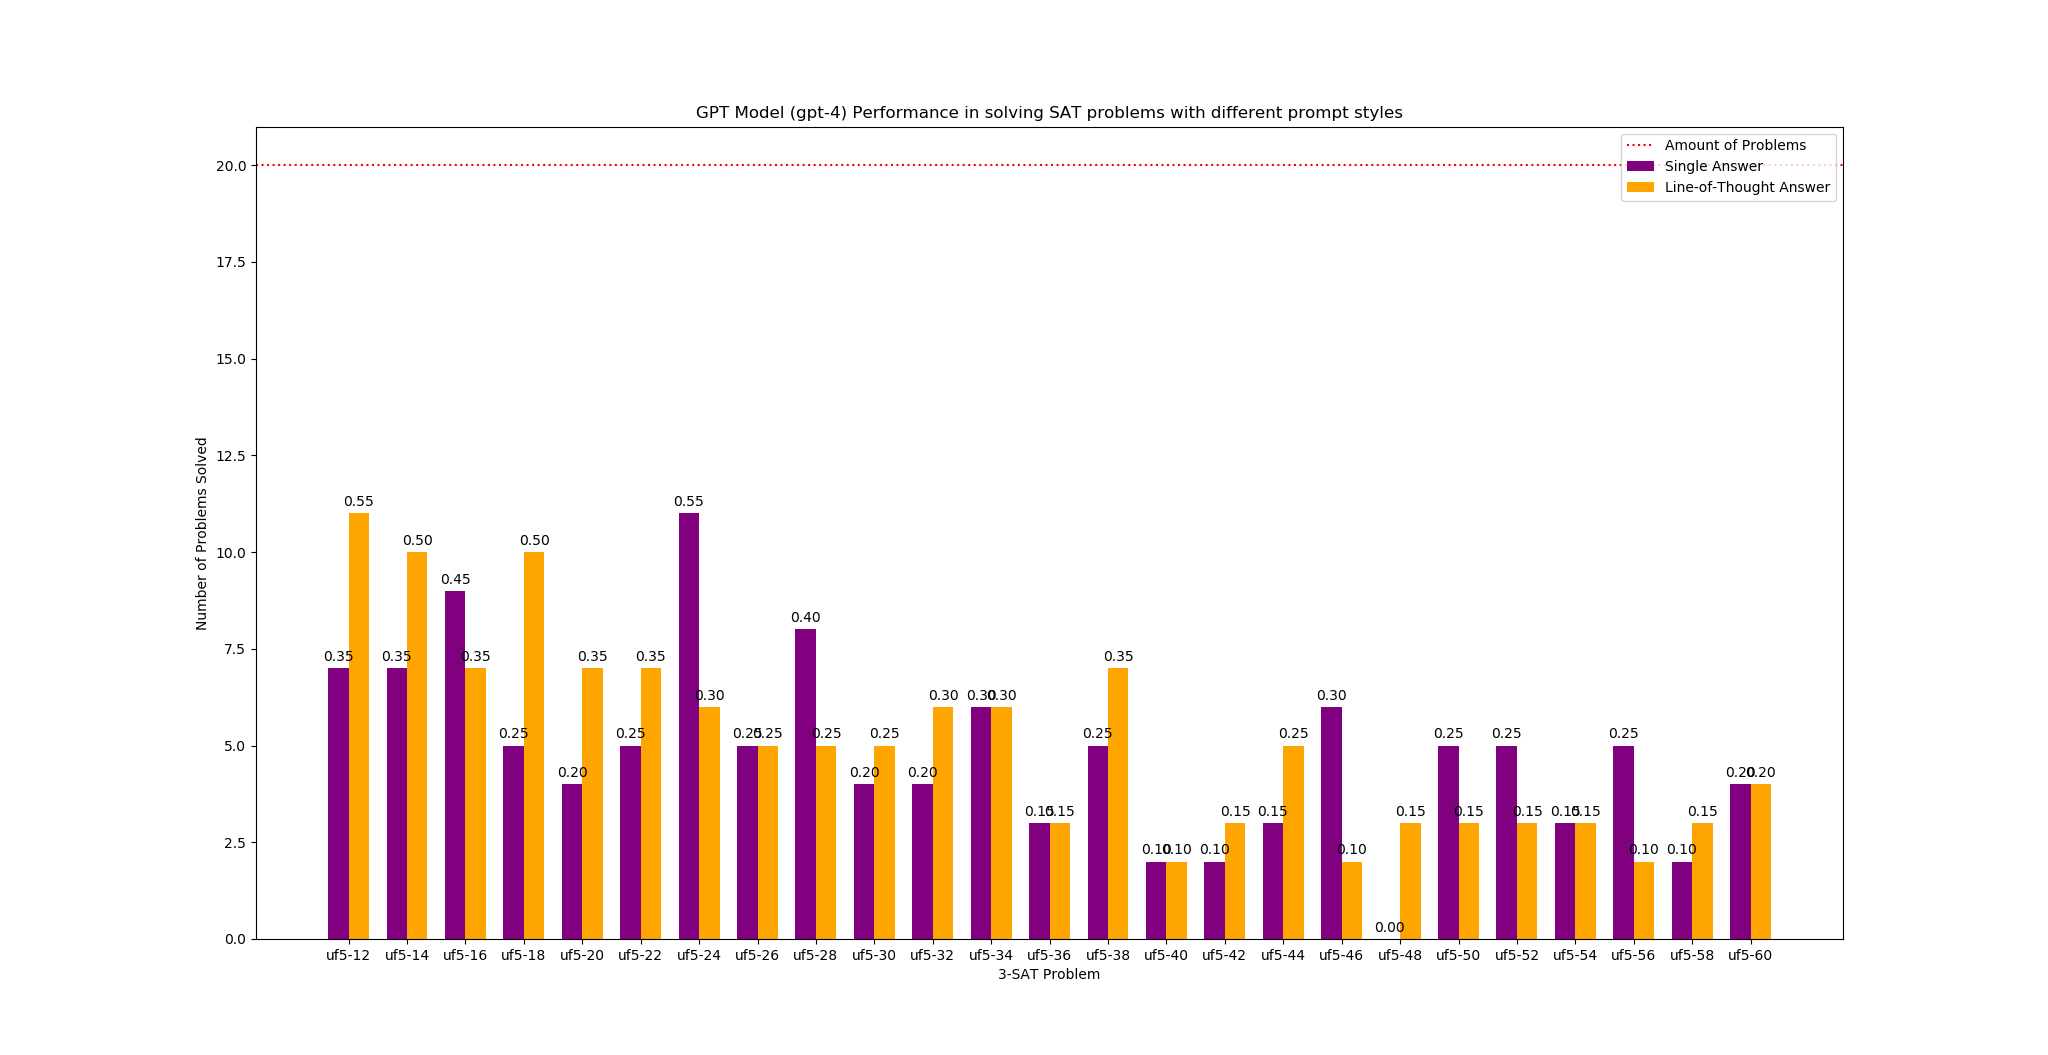 GPT Model (gpt-4) Performance in solving SAT problems with different prompt styles
Amount of Problems
Single Answer
Line-of-Thought Answer
20.0
17.5
15.0
12.5
10.0
7.5
5.0
2.5
0.0
Number of Problems Solved
0.35 0.55 0.35 0.50 0.45 0.35 0.25 0.50 0.20 0.35 0.25 0.35 0.55 0.30 0.25 0.25 0.40 0.25 0.20 0.25 0.20 0.30 0.30 0.30 0.15 0.15 0.25 0.35 0.10 0.10 0.10 0.15 0.15 0.25 0.30 0.10 0.00 0.15 0.25 0.15 0.25 0.15 0.15 0.15 0.25 0.10 0.10 0.15 0.20 0.20
uf5-12 uf5-14 uf5-16 uf5-18 uf5-20 uf5-22 uf5-24 uf5-26 uf5-28 uf5-30 uf5-32 uf5-34 uf5-36 uf5-38 uf5-40 uf5-42 uf5-44 uf5-46 uf5-48 uf5-50 uf5-52 uf5-54 uf5-56 uf5-58 uf5-60
3-SAT Problem